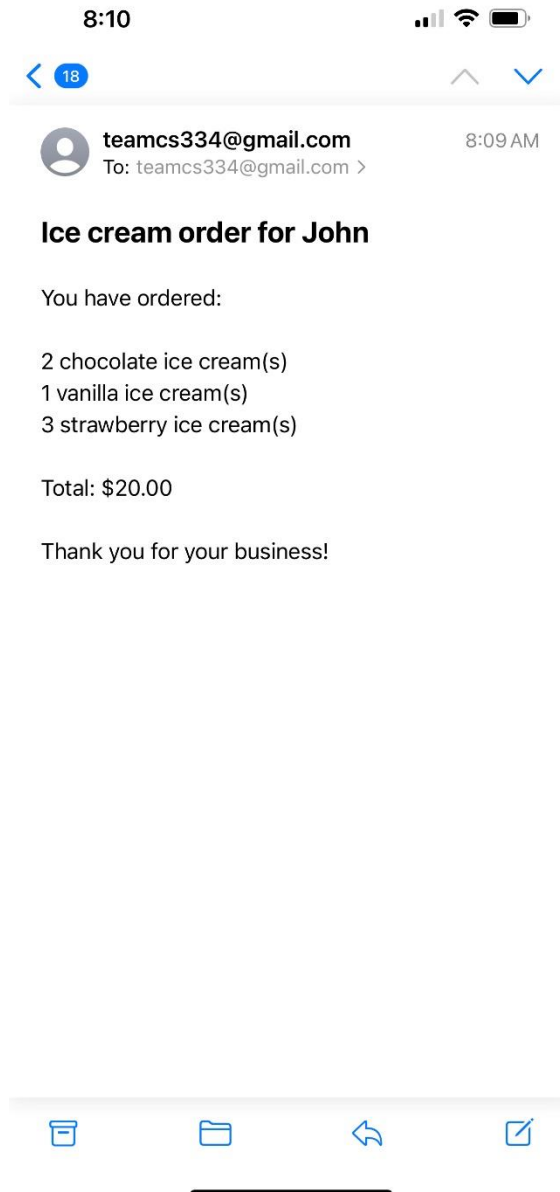 8:10
18
teamcs334@gmail.com
8:09 AM
To: teamcs334@gmail.com >
Ice cream order for John
You have ordered:
2 chocolate ice cream(s)
1 vanilla ice cream(s)
3 strawberry ice cream(s)
Total: $20.00
Thank you for your business!